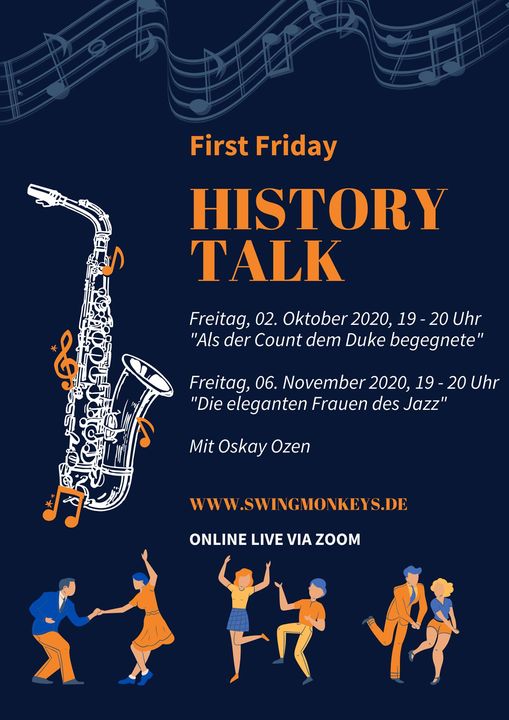 First Friday
HISTORY
TALK
Freitag, 02. Oktober 2020, 19 - 20 Uhr
"Als der Count dem Duke begegnete"
Freitag, 06. November 2020, 19 - 20 Uhr
"Die eleganten Frauen des Jazz"
Mit Oskay Ozen
WWW.SWINGMONKEYS.DE
ONLINE LIVE VIA ZOOM